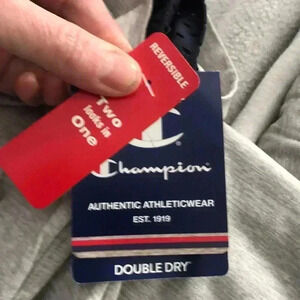 REVERSIBLE
Two
looks in
One
Champion
AUTHENTIC ATHLETICWEAR
EST. 1919
DOUBLE DRY